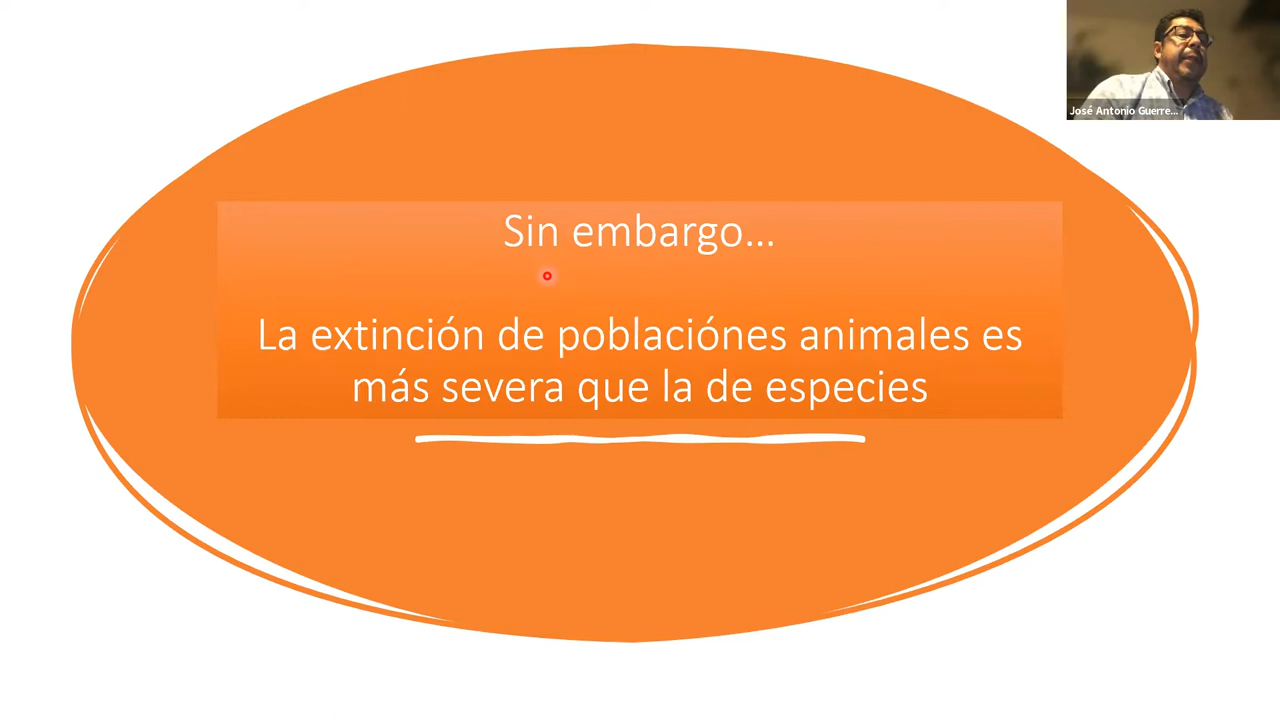 José Antonio Guerre...
Sin embargo...
La extinción de poblaciónes animales es
más severa que la de especies